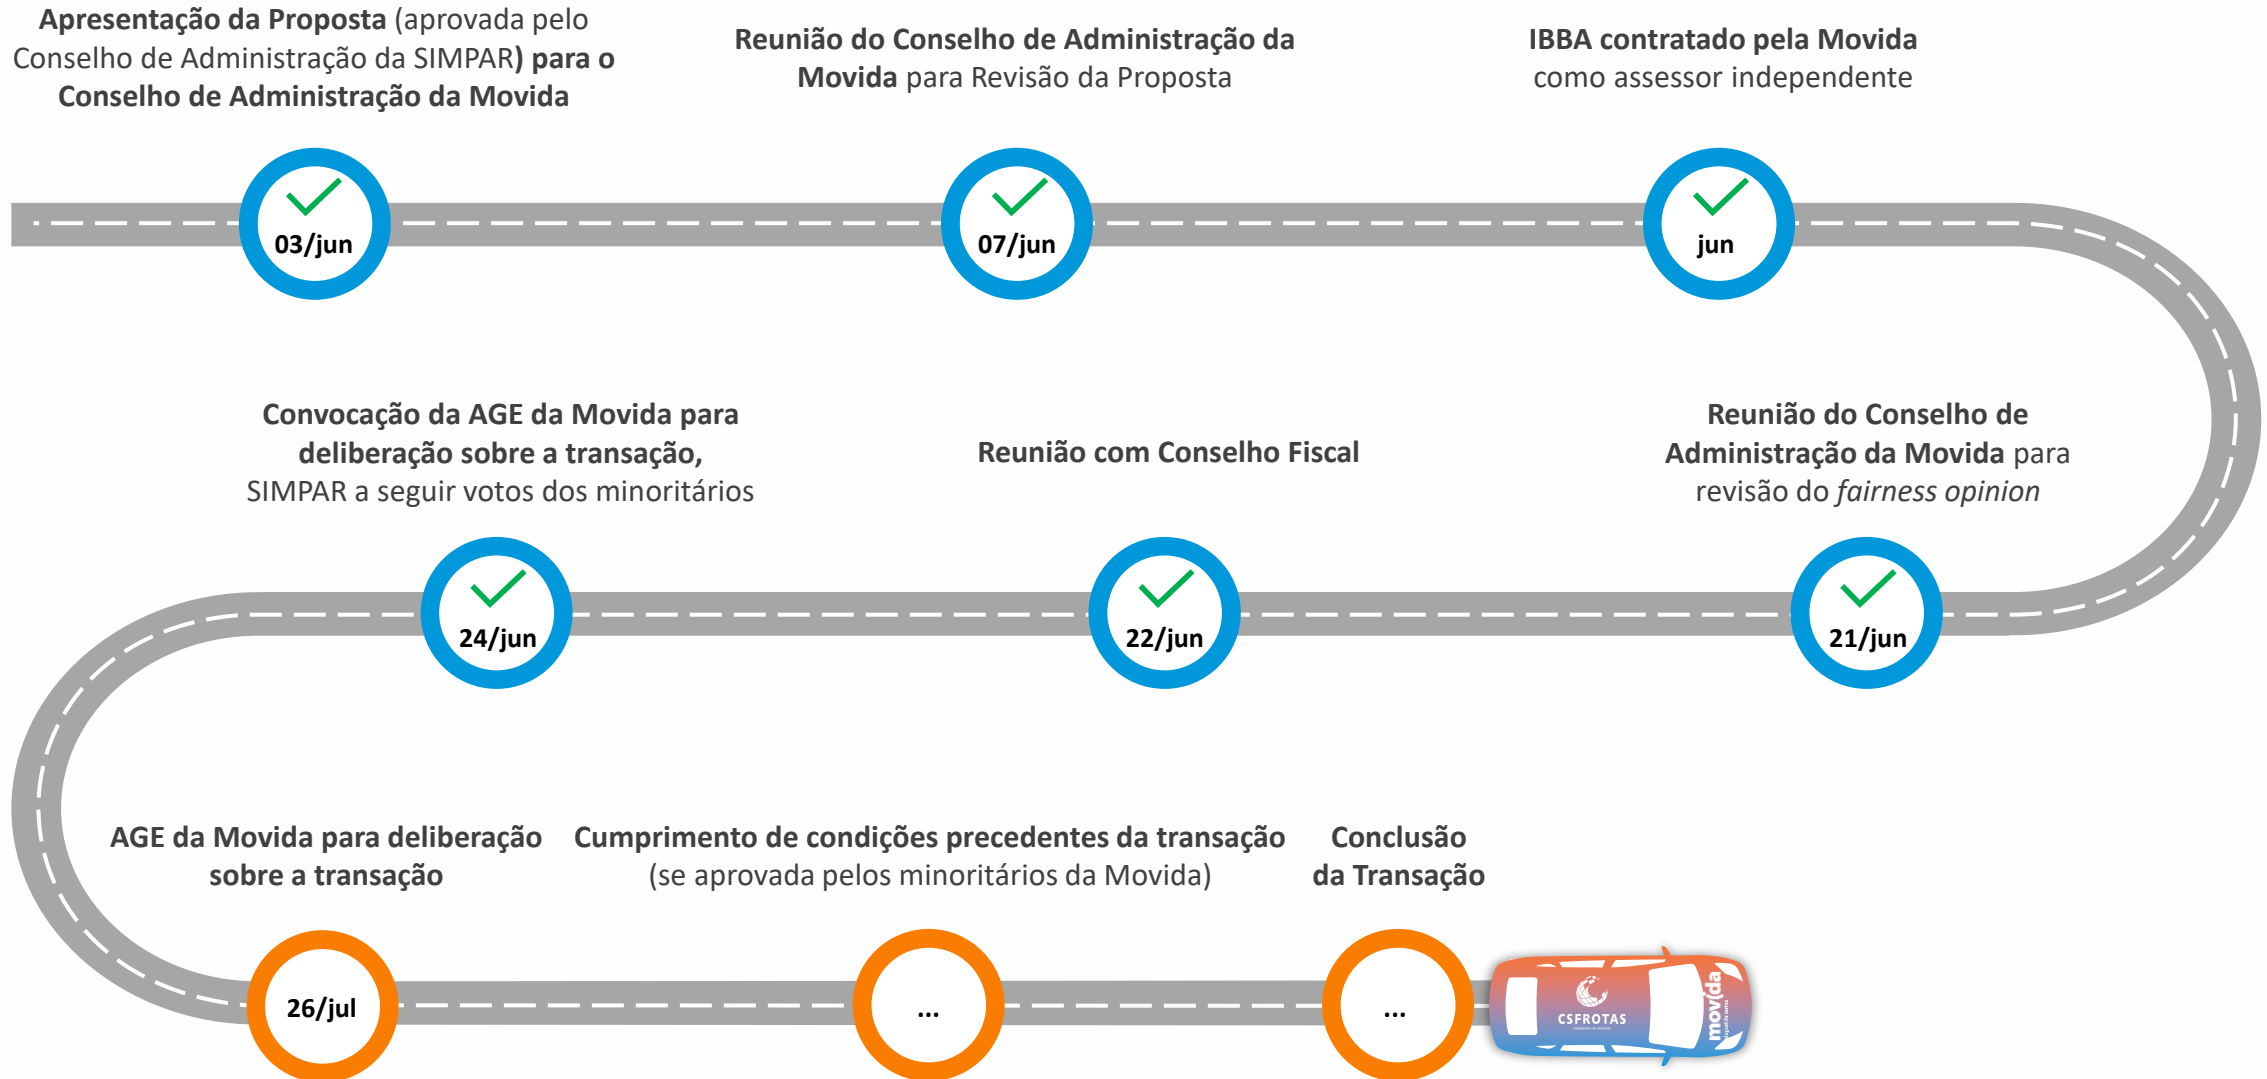 Apresentação da Proposta (aprovada pelo
Conselho de Administração da SIMPAR) para o
Conselho de Administração da Movida
03/jun
Reunião do Conselho de Administração da
Movida para Revisão da Proposta
07/jun
IBBA contratado pela Movida
como assessor independente
jun
Reunião do Conselho de
Administração da Movida para
revisão do fairness opinion
21/jun
Reunião com Conselho Fiscal
22/jun
Convocação da AGE da Movida para
deliberação sobre a transação,
SIMPAR a seguir votos dos minoritários
24/jun
AGE da Movida para deliberação
sobre a transação
26/jul
Cumprimento de condições precedentes da transação
(se aprovada pelos minoritários da Movida)
...
Conclusão
da Transação
...
CSFROTAS
movida
aluguel de carros